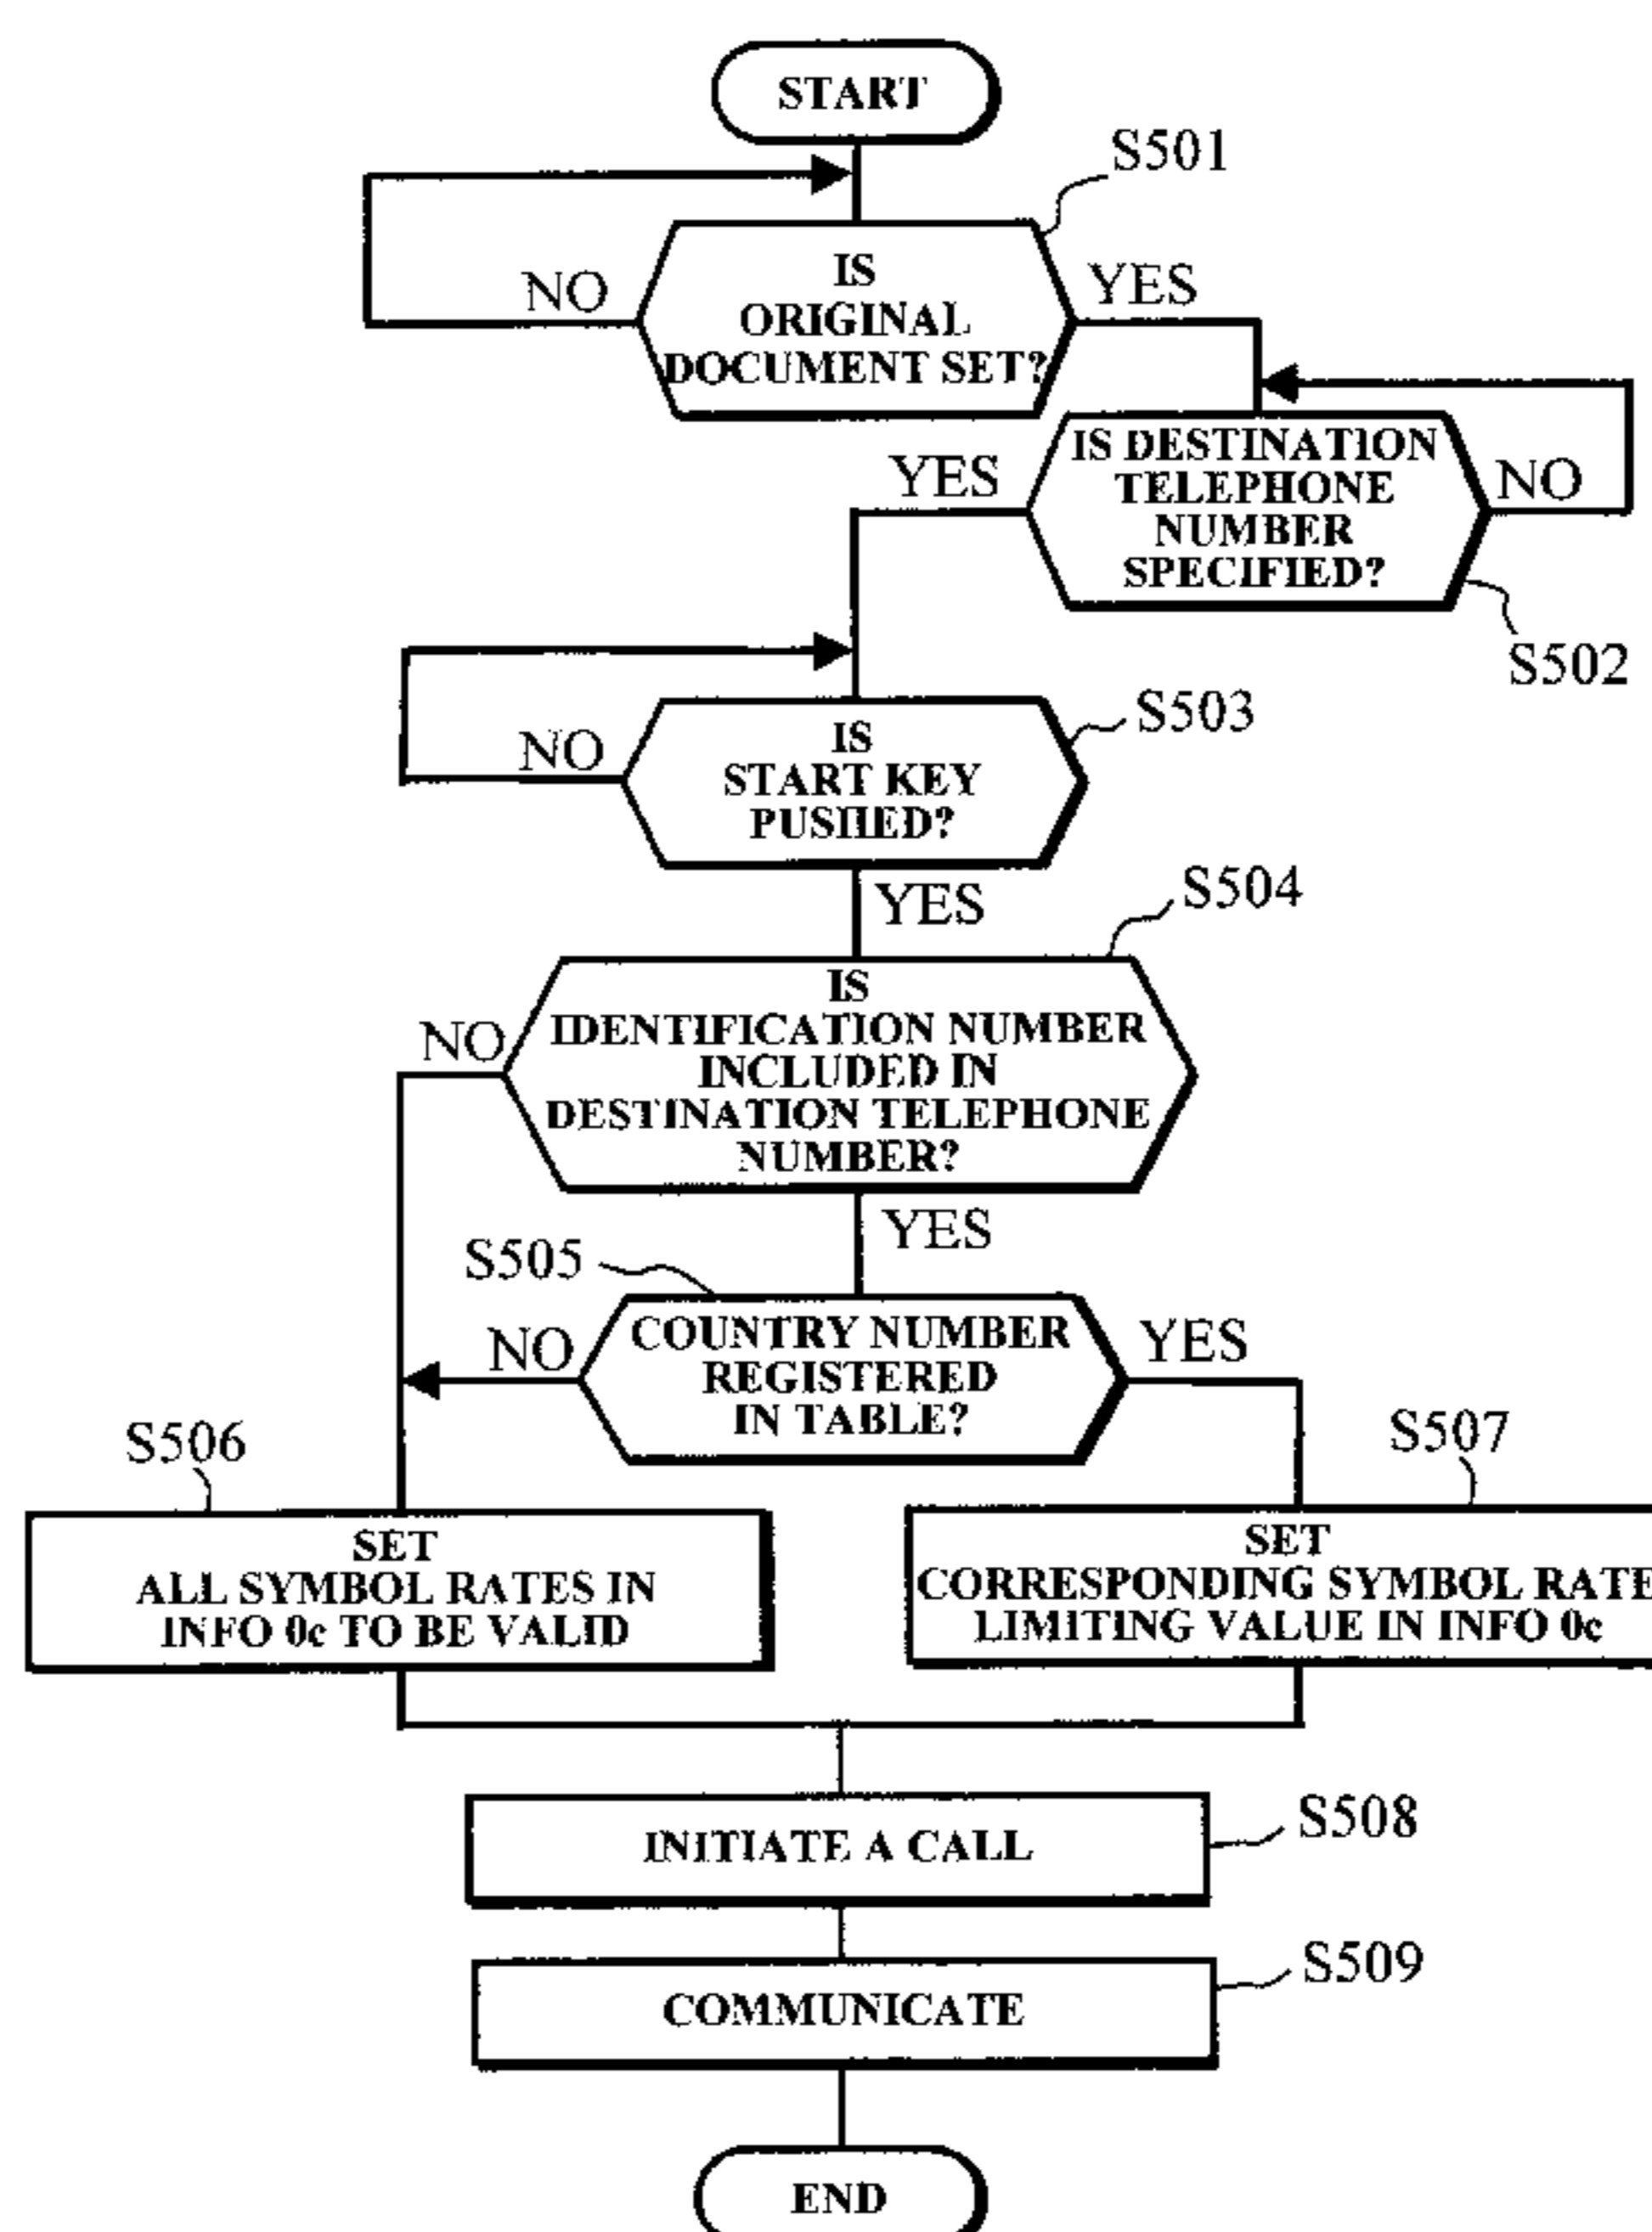 START
S501
IS
ORIGINAL
DOCUMENT SET?
NO
YES
IS DESTINATION
TELEPHONE
NUMBER
SPECIFIED?
YES
NO
S502
S503
IS
START KEY
PUSHED?
NO
YES
S504
IS
IDENTIFICATION NUMBER
INCLUDED IN
DESTINATION TELEPHONE
NUMBER?
NO
YES
S505
COUNTRY NUMBER
REGISTERED
IN TABLE?
NO
YES
S506
SET
ALL SYMBOL RATES IN
INFO 0c TO BE VALID
S507
SET
CORRESPONDING SYMBOL RATE
LIMITING VALUE IN INFO 0c
INITIATE A CALL
S508
COMMUNICATE
S509
END